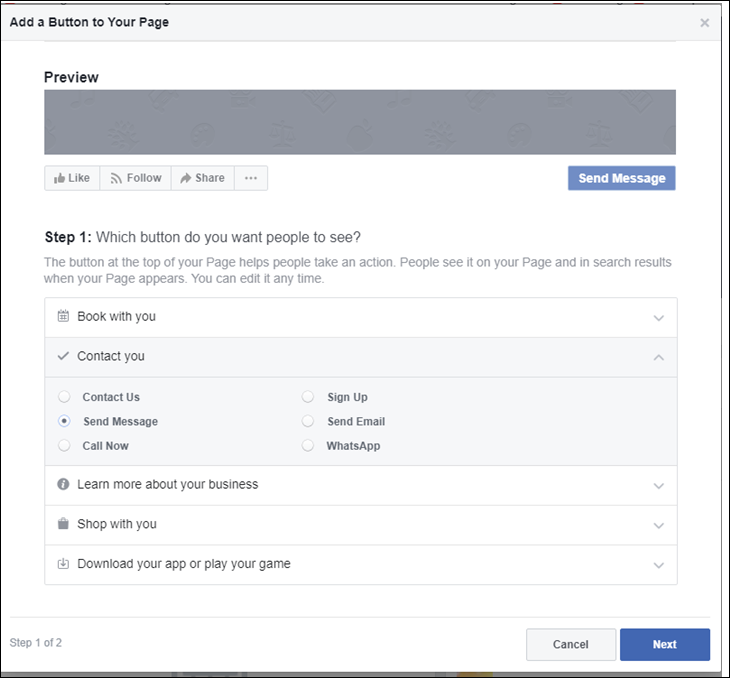 Add a Button to Your Page
Preview
Like
Follow
Share
Send Message
Step 1: Which button do you want people to see?
The button at the top of your Page helps people take an action. People see it on your Page and in search results
when your Page appears. You can edit it any time.
Book with you
Contact you
Contact Us
Sign Up
Send Message
Send Email
Call Now
WhatsApp
Learn more about your business
Shop with you
Download your app or play your game
Step 1 of 2
Cancel
Next